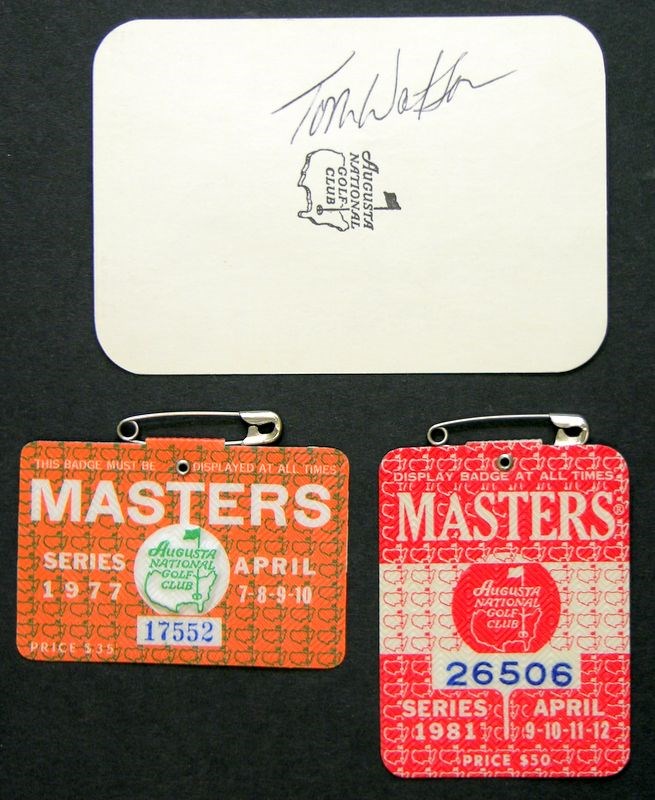 Tom Watson
AUGUSTA
NATIONAL
GOLF
CLUB
THIS BADGE MUST BE DISPLAYED AT ALL TIMES
MASTERS
SERIES
1977
AUGUSTA
NATIONAL
GOLF
CLUB
APRIL
7-8-9-10
17552
PRICE $35
DISPLAY BADGE AT ALL TIMES
MASTERS®
AUGUSTA
NATIONAL
GOLF
CLUB
26506
SERIES
1981
APRIL
9-10-11-12
PRICE $50